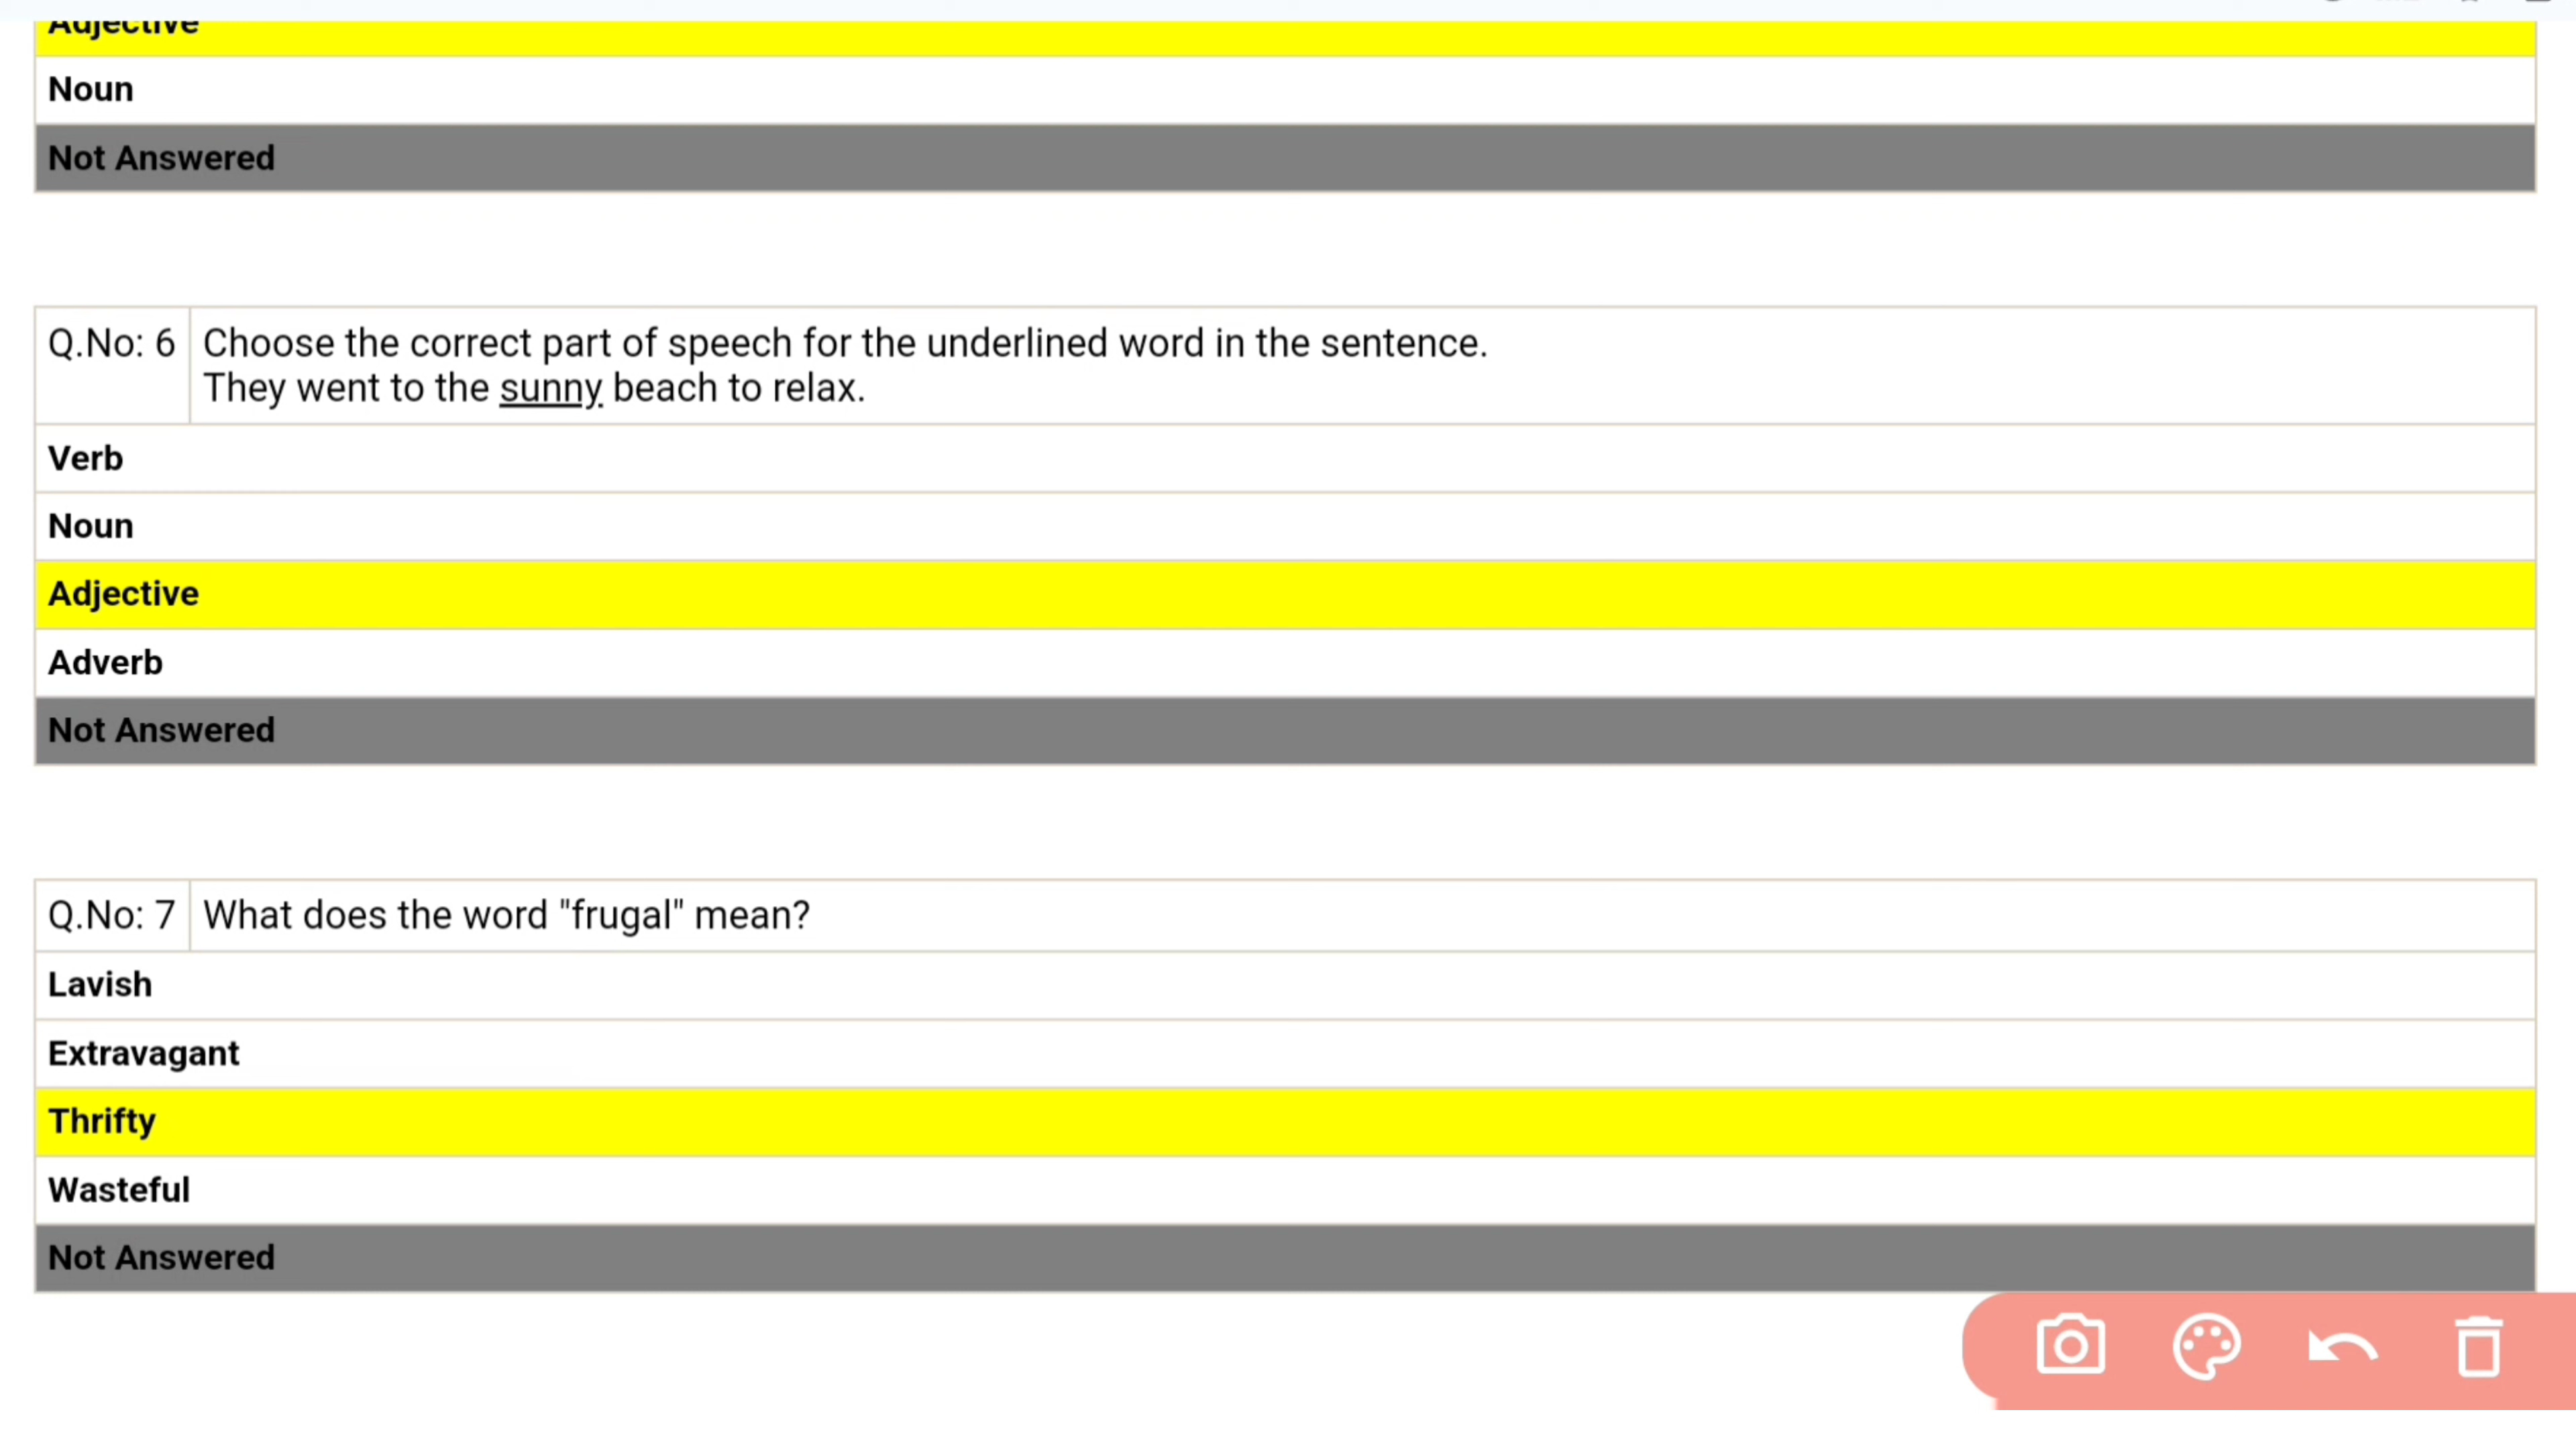 Adjective
Noun
Not Answered
Q.No: 6 Choose the correct part of speech for the underlined word in the sentence.
They went to the sunny beach to relax.
Verb
Noun
Adjective
Adverb
Not Answered
Q.No: 7 What does the word "frugal" mean?
Lavish
Extravagant
Thrifty
Wasteful
Not Answered